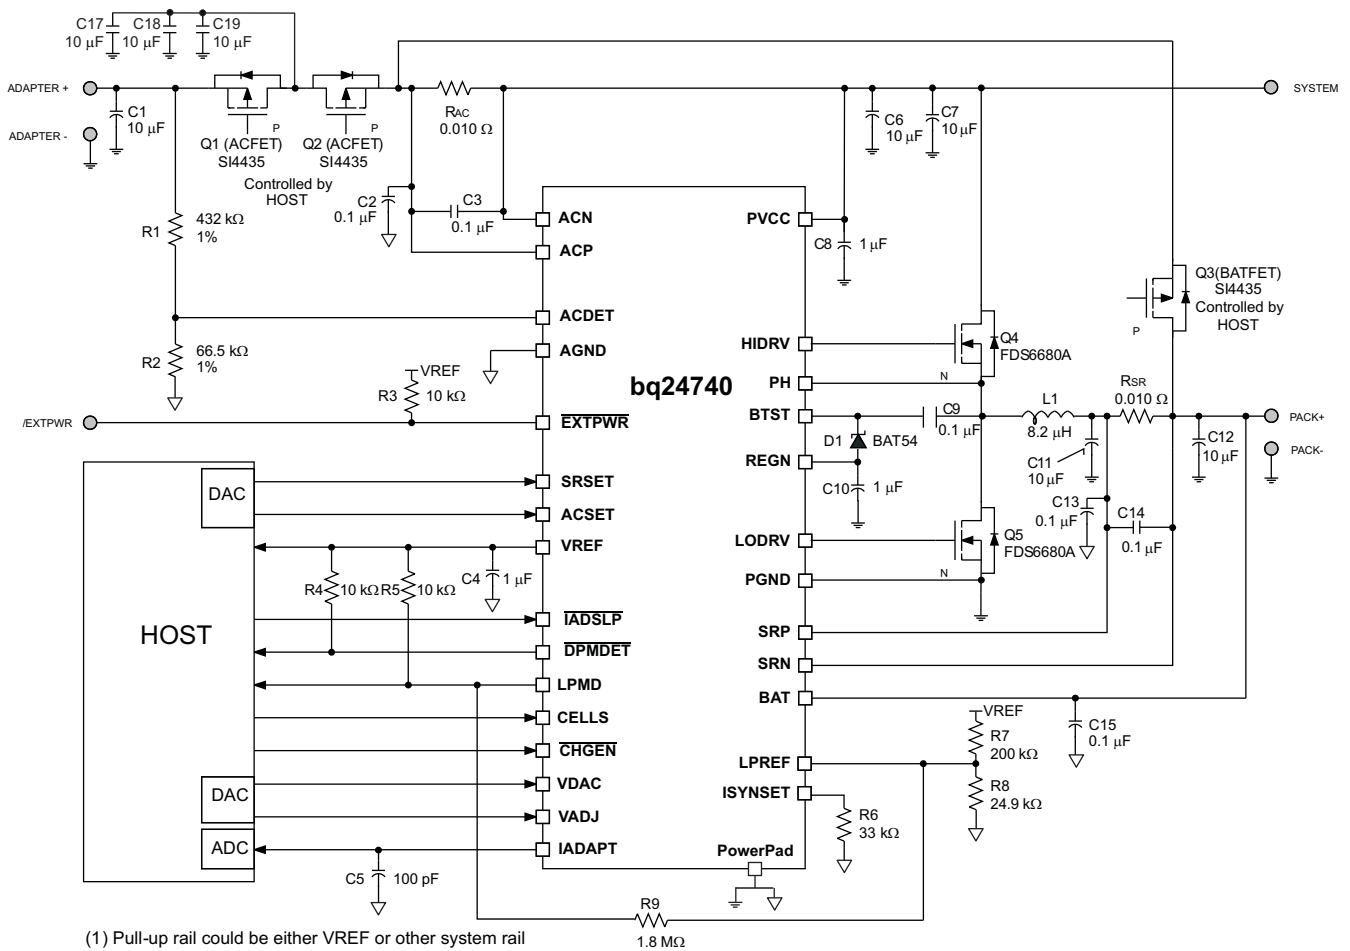 C17
10 μF
C18
10 μF
C19
10 μF
ADAPTER +
ADAPTER -
C1
10 μF
P
Q1 (ACFET)
SI4435
P
Q2 (ACFET)
SI4435
Controlled by
HOST
RAC
0.010 Ω
C2
0.1 μF
C3
0.1 μF
C6
10 μF
C7
10 μF
SYSTEM
R1
432 kΩ
1%
R2
66.5 kΩ
1%
R3
VREF
10 kΩ
/EXTPWR
bq24740
ACN
ACP
ACDET
AGND
EXTPWR
SRSET
ACSET
VREF
IADSLP
DPMDET
LPMD
CELLS
CHGEN
VDAC
VADJ
IADAPT
PVCC
HIDRV
PH
BTST
REGN
LODRV
PGND
SRP
SRN
BAT
LPREF
ISYNSET
PowerPad
HOST
DAC
DAC
ADC
R4
10 kΩ
R5
10 kΩ
C4
1 μF
C5
100 pF
C8
1 μF
Q3(BATFET)
SI4435
Controlled by
HOST
P
Q4
FDS6680A
N
C9
0.1 μF
D1
BAT54
C10
1 μF
L1
8.2 μH
RSR
0.010 Ω
C11
10 μF
C12
10 μF
PACK+
PACK-
C13
0.1 μF
C14
0.1 μF
Q5
FDS6680A
N
C15
0.1 μF
VREF
R7
200 kΩ
R8
24.9 kΩ
R6
33 kΩ
R9
1.8 MΩ
(1) Pull-up rail could be either VREF or other system rail